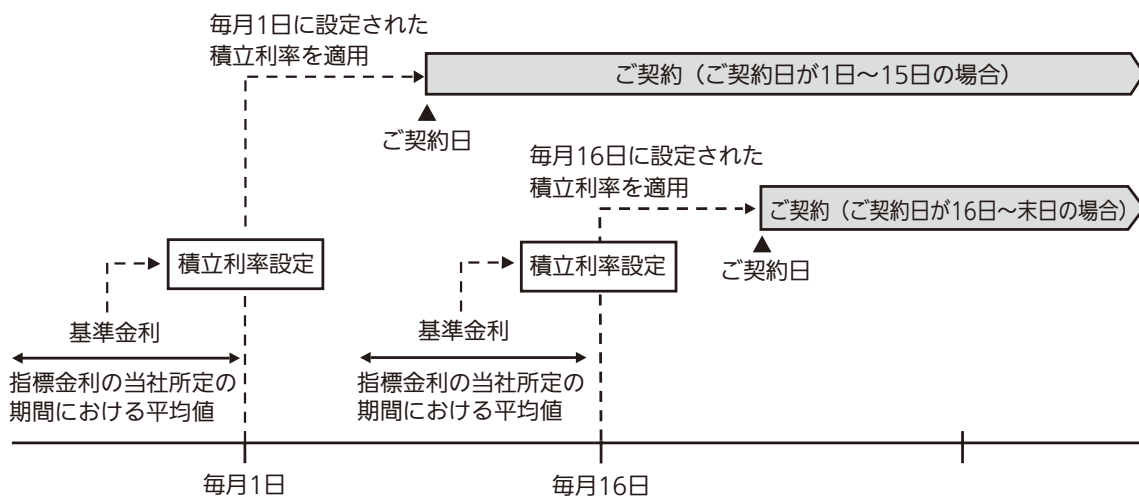 毎月1日に設定された
積立利率を適用
ご契約（ご契約日が1日～15日の場合）
ご契約日
毎月16日に設定された
積立利率を適用
ご契約（ご契約日が16日～末日の場合）
ご契約日
積立利率設定
積立利率設定
基準金利
基準金利
指標金利の当社所定の
期間における平均値
指標金利の当社所定の
期間における平均値
毎月1日
毎月16日